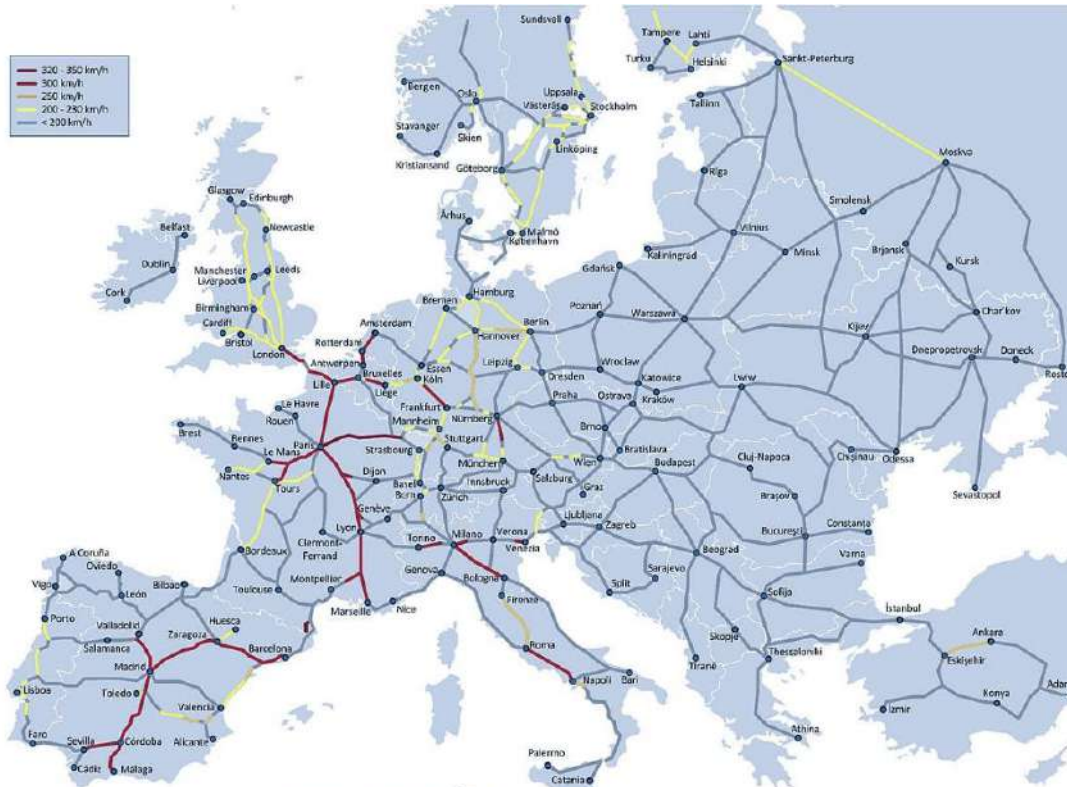 320 - 350 km/h
300 km/h
250 km/h
200 - 230 km/h
< 200 km/h
Sundsvall
Tampere
Lahti
Turku
Helsinki
Sankt-Peterburg
Bergen
Oslo
Uppsala
Västerås
Stockholm
Tallinn
Stavanger
Skien
Linköping
Kristiansand
Göteborg
Moskva
Rīga
Smolensk
Glasgow
Edinburgh
Århus
Malmö
København
Vilnius
Belfast
Newcastle
Kaliningrad
Minsk
Brjansk
Dublin
Manchester
Leeds
Liverpool
Gdańsk
Kursk
Cork
Hamburg
Bremen
Birmingham
Poznań
Warszawa
Char'kov
Cardiff
Amsterdam
Berlin
Kijev
Bristol
Rotterdam
Hannover
London
Antwerpen
Essen
Leipzig
Wroclaw
Dnepropetrovsk
Doneck
Bruxelles
Köln
Dresden
Katowice
Lille
Liège
Lwiw
Ostrava
Kraków
Le Havre
Frankfurt
Praha
Rouen
Mannheim
Nürnberg
Brest
Rennes
Brno
Paris
Stuttgart
Strasbourg
Le Mans
Bratislava
Chişinau
Odessa
München
Wien
Nantes
Dijon
Salzburg
Budapest
Cluj-Napoca
Tours
Basel
Bern
Zürich
Innsbruck
Graz
Sevastopol
Genève
Ljubljana
Braşov
Lyon
Zagreb
Clermont-
Ferrand
Torino
Milano
Verona
Venezia
Bucureşti
Constanţa
Bordeaux
Beograd
A Coruña
Oviedo
Genova
Bologna
Varna
Vigo
León
Bilbao
Toulouse
Montpellier
Split
Sarajevo
Firenze
Sofija
Marseille
Nice
Porto
Valladolid
Huesca
İstanbul
Salamanca
Zaragoza
Barcelona
Skopje
Ankara
Roma
Madrid
Eskişehir
Tiranë
Thessaloniki
Lisboa
Toledo
Napoli
Bari
Valencia
Konya
İzmir
Faro
Sevilla
Córdoba
Alicante
Athina
Palermo
Cádiz
Málaga
Catania